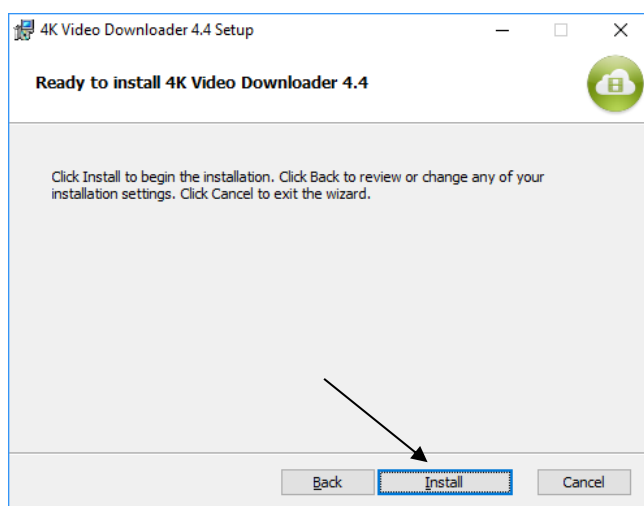 4K Video Downloader 4.4 Setup
Ready to install 4K Video Downloader 4.4
Click Install to begin the installation. Click Back to review or change any of your
installation settings. Click Cancel to exit the wizard.
Back Install Cancel